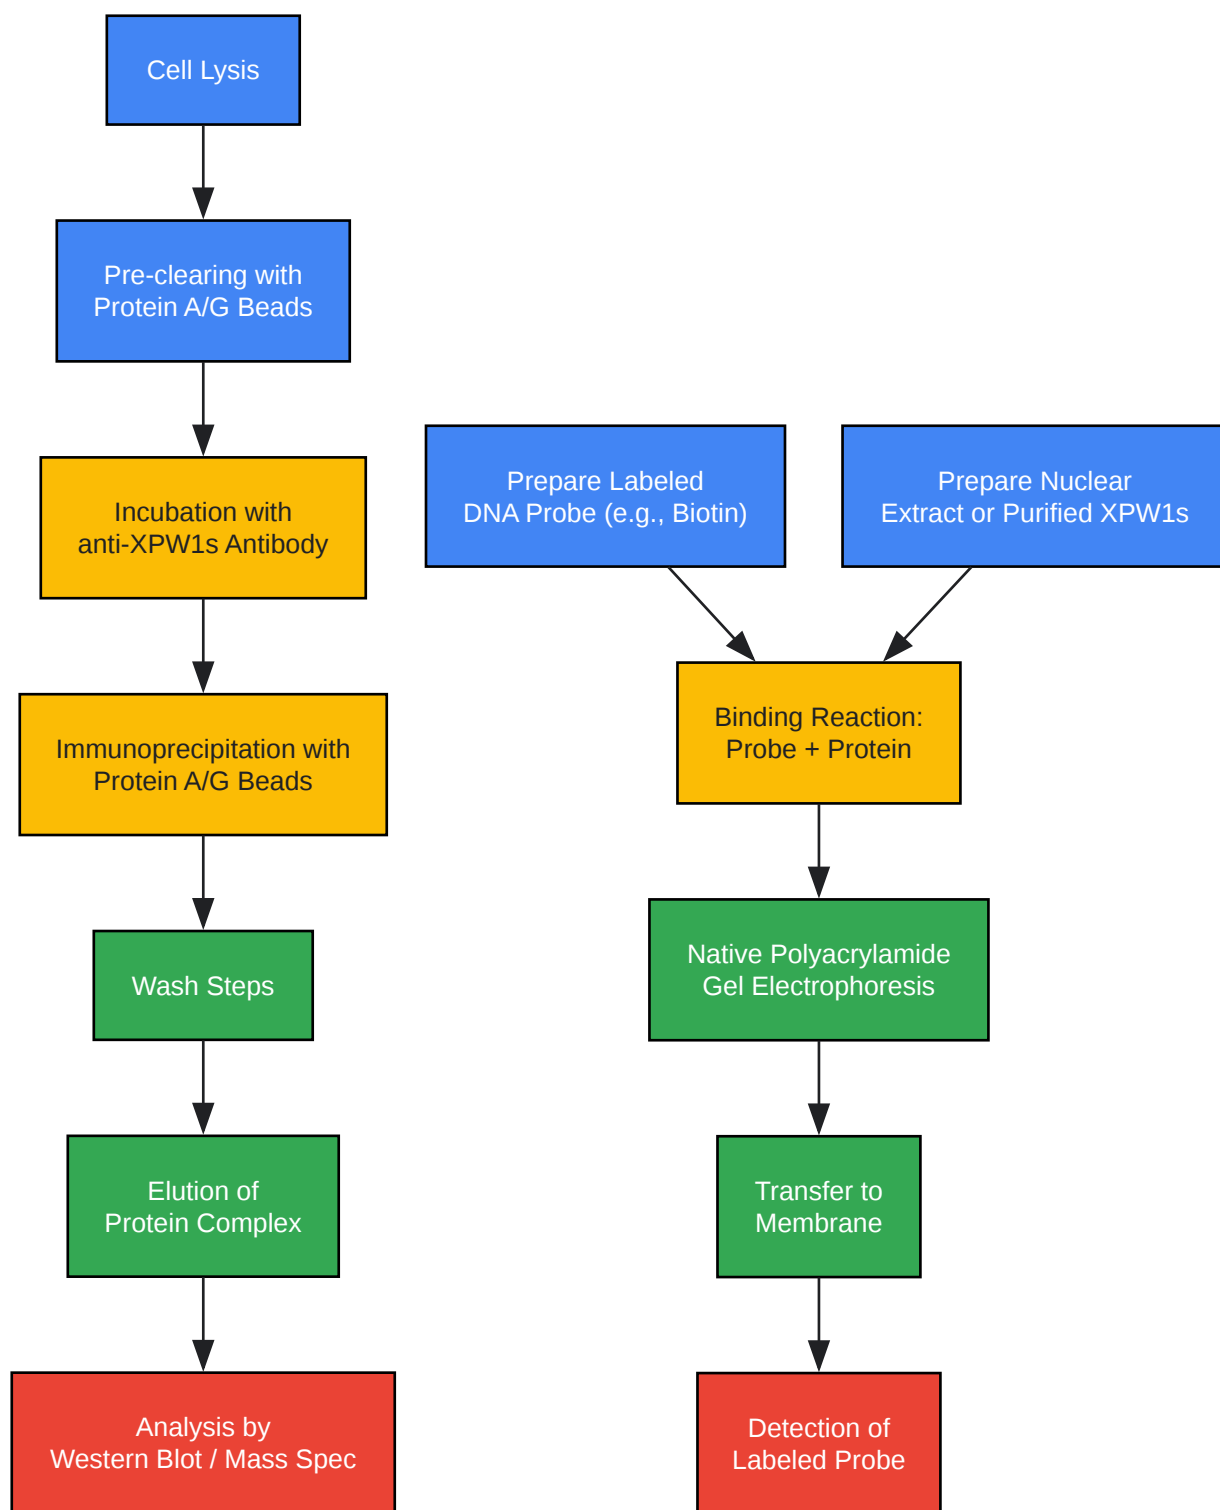 Cell Lysis
Pre-clearing with
Protein A/G Beads
Incubation with
anti-XPW1s Antibody
Immunoprecipitation with
Protein A/G Beads
Wash Steps
Elution of
Protein Complex
Analysis by
Western Blot / Mass Spec
Prepare Labeled
DNA Probe (e.g., Biotin)
Prepare Nuclear
Extract or Purified XPW1s
Binding Reaction:
Probe + Protein
Native Polyacrylamide
Gel Electrophoresis
Transfer to
Membrane
Detection of
Labeled Probe